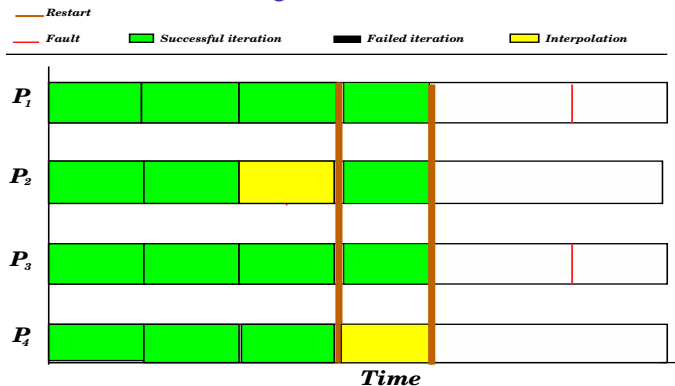 Restart
Fault Successful iteration Failed iteration Interpolation
P1
P2
P3
P4
Time